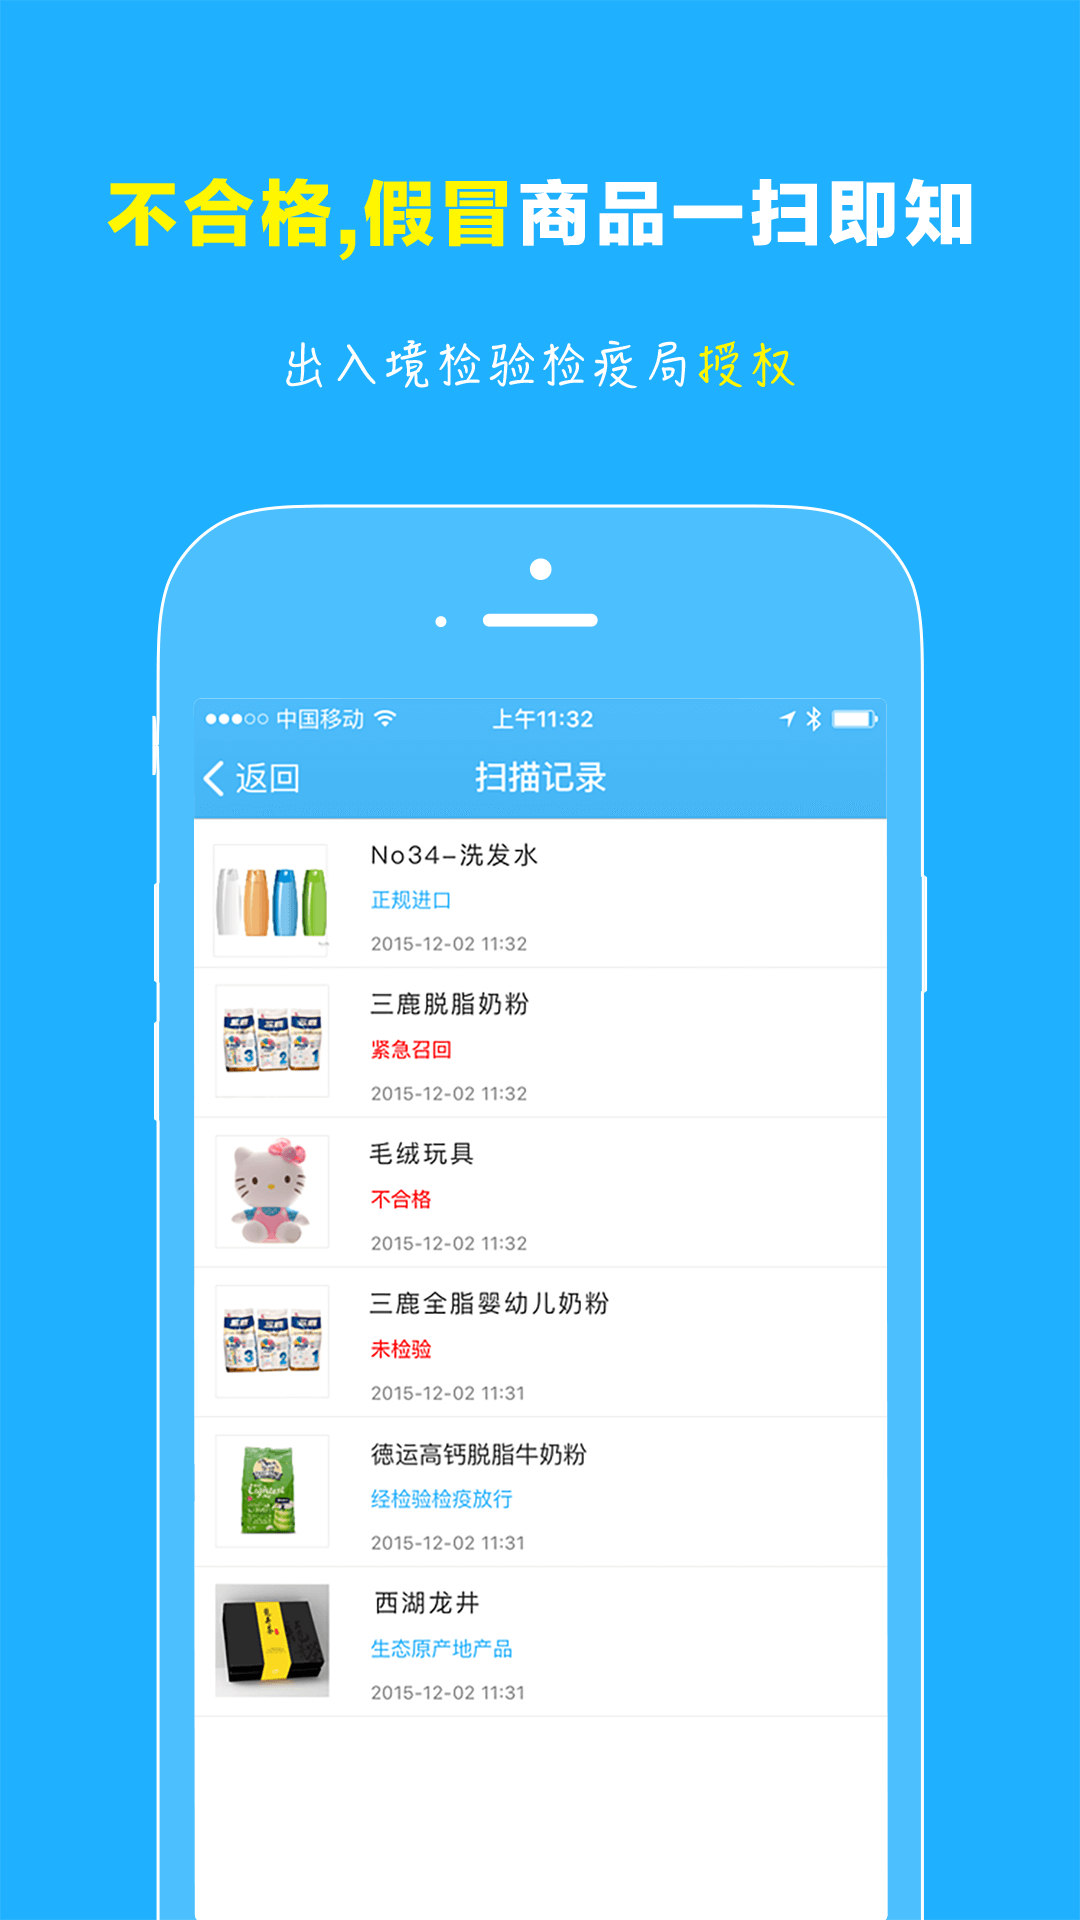 不合格,假冒商品一扫即知
出入境检验检疫局授权
中国移动 上午11:32
返回 扫描记录
No34-洗发水
正规进口
2015-12-02 11:32
三鹿脱脂奶粉
紧急召回
2015-12-02 11:32
毛绒玩具
不合格
2015-12-02 11:32
三鹿全脂婴幼儿奶粉
未检验
2015-12-02 11:31
德运高钙脱脂牛奶粉
经检验检疫放行
2015-12-02 11:31
西湖龙井
生态原产地产品
2015-12-02 11:31